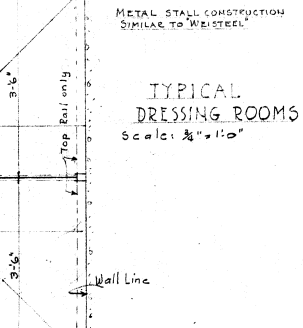 METAL STALL CONSTRUCTION
SIMILAR TO "WEISTEEL"
TYPICAL
DRESSING ROOMS
Scale: 3/4" = 1'-0"
3'-6"
Top Rail only
3'-6"
Wall Line